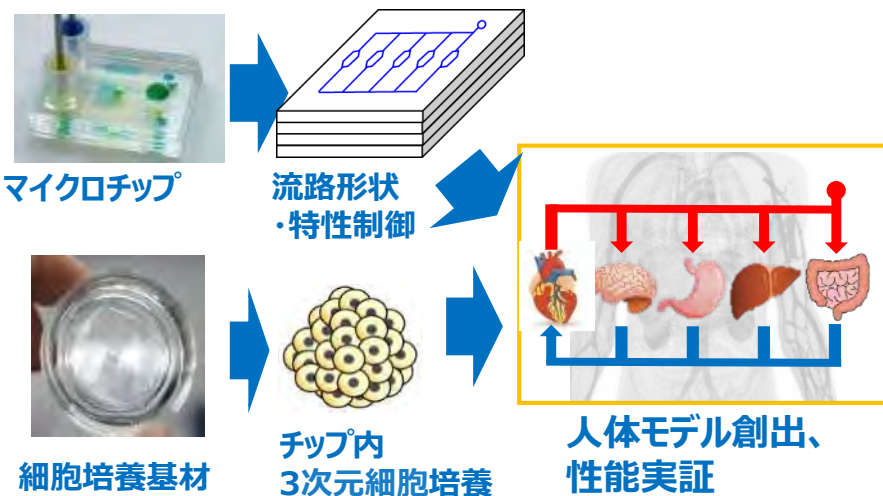 マイクロチップ
流路形状
・特性制御
細胞培養基材
チップ内
3次元細胞培養
人体モデル創出、
性能実証